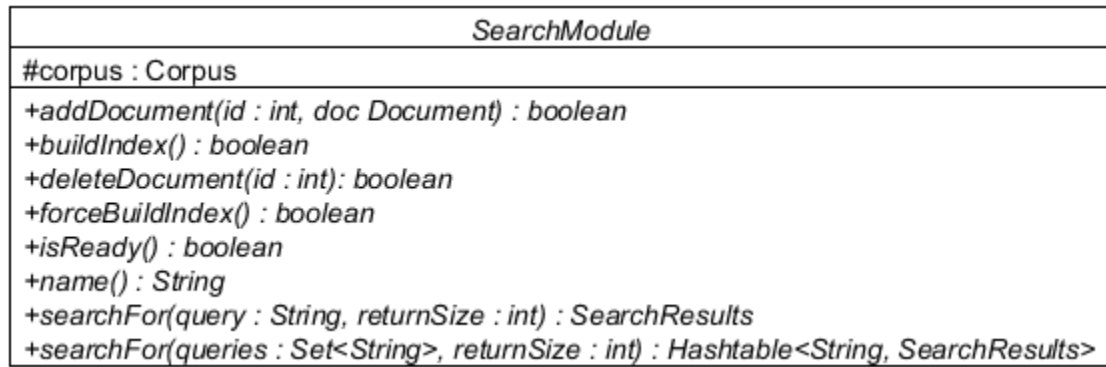 SearchModule
#corpus : Corpus
+addDocument(id : int, doc Document) : boolean
+buildIndex() : boolean
+deleteDocument(id : int): boolean
+forceBuildIndex() : boolean
+isReady() : boolean
+name() : String
+searchFor(query : String, returnSize : int) : SearchResults
+searchFor(queries : Set<String>, returnSize : int) : Hashtable<String, SearchResults>